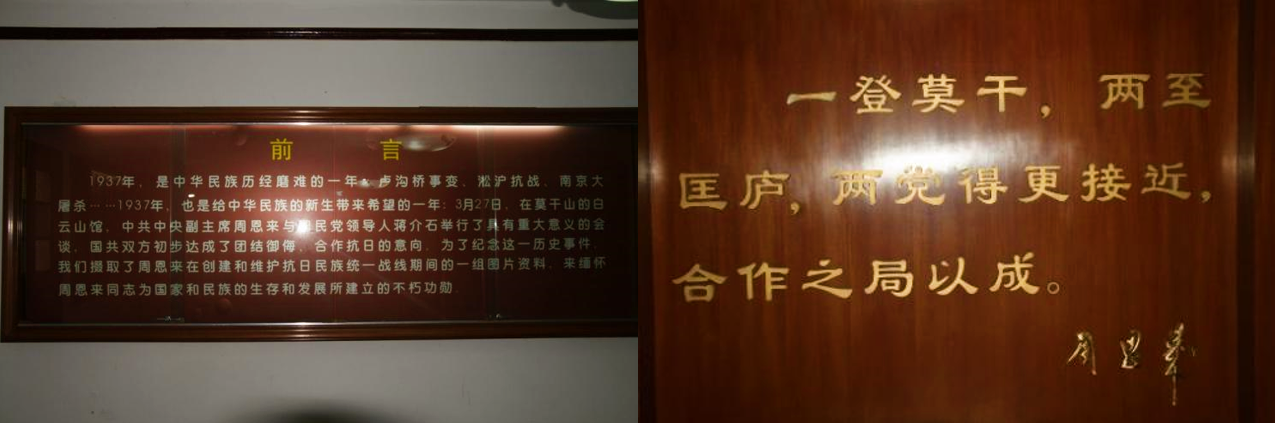 前 言
1937年，是中华民族历经磨难的一年。卢沟桥事变、淞沪抗战、南京大
屠杀……1937年，也是给中华民族的新生带来希望的一年：3月27日，在莫干山的白
云山馆，中共中央副主席周恩来与国民党领导人蒋介石举行了具有重大意义的会
谈，国共双方初步达成了团结御侮、合作抗日的意向。为了纪念这一历史事件，
我们撷取了周恩来在创建和维护抗日民族统一战线期间的一组图片资料，来缅怀
周恩来同志为国家和民族的生存和发展所建立的不朽功勋。
一登莫干，两至
匡庐，两党得更接近，
合作之局以成。
周恩来